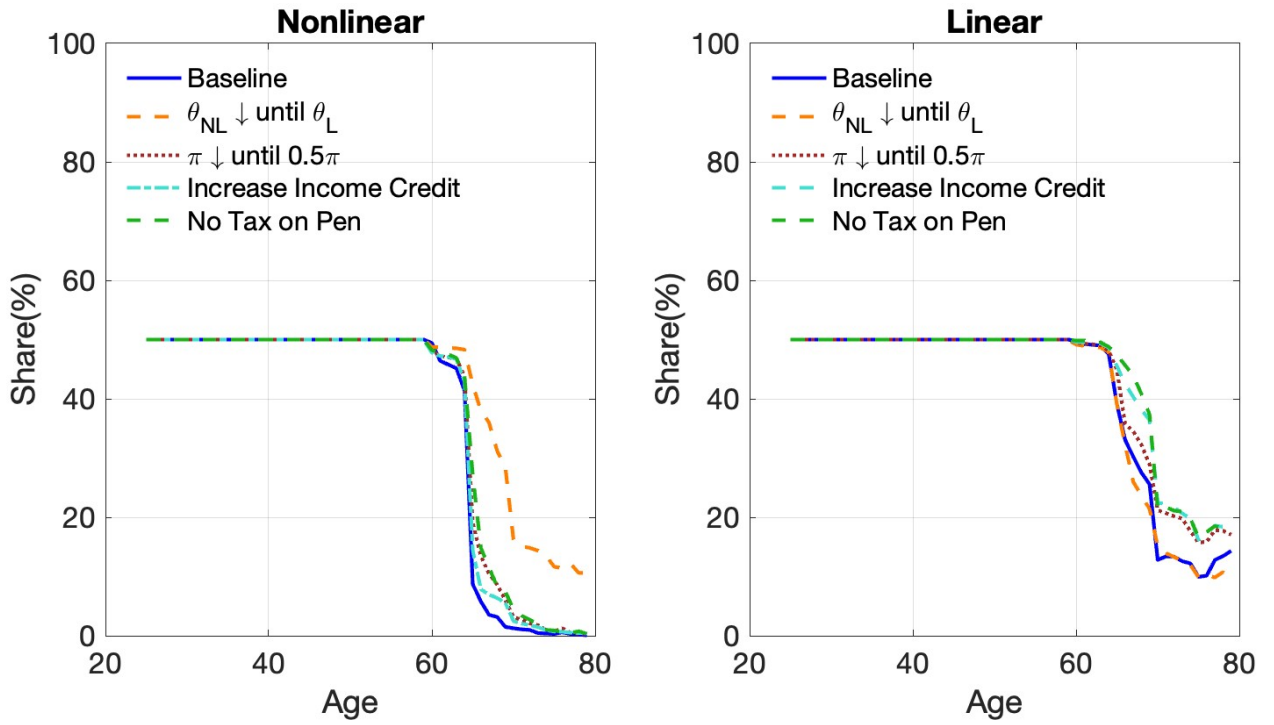 Nonlinear
100
80
60
40
20
0
Share(%)
Baseline
θNL ↓ until θL
π ↓ until 0.5π
Increase Income Credit
No Tax on Pen
20
40
60
80
Age
Linear
100
80
60
40
20
0
Share(%)
Baseline
θNL ↓ until θL
π ↓ until 0.5π
Increase Income Credit
No Tax on Pen
20
40
60
80
Age